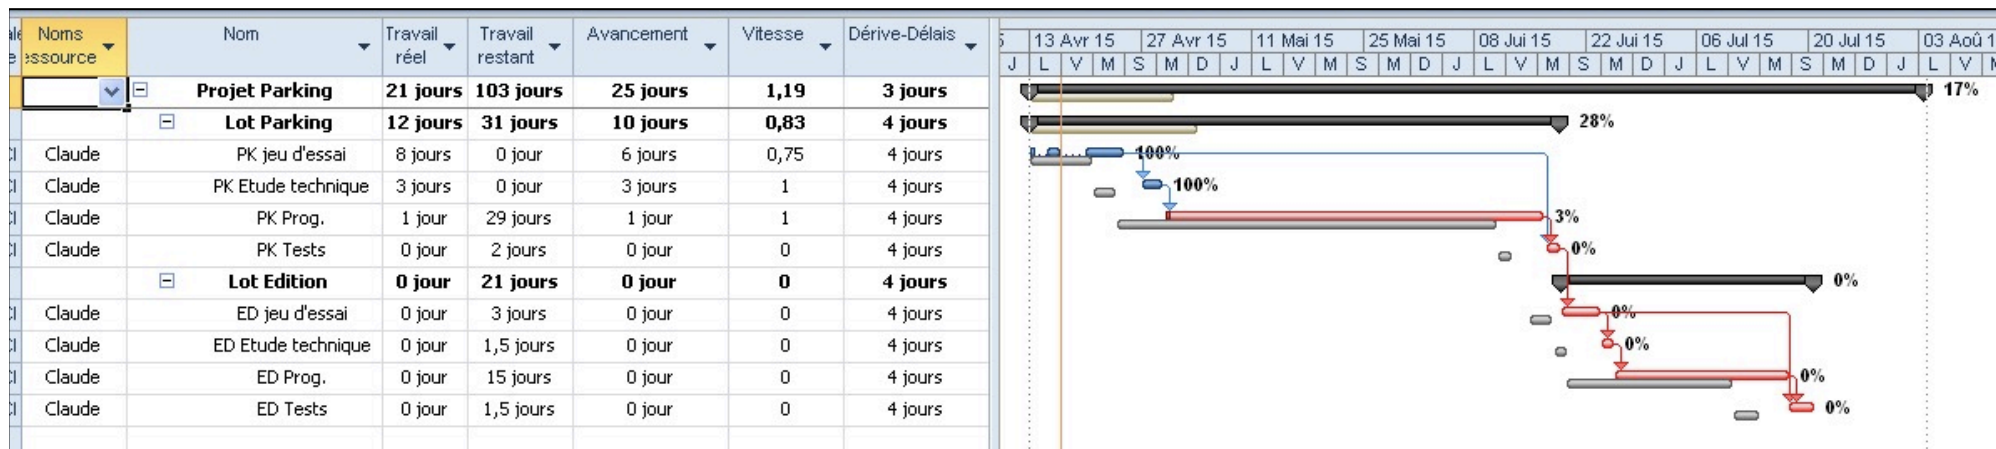 Noms Nom Travail Travail Avancement Vitesse Dérive-Délais 13 Avr 15 27 Avr 15 11 Mai 15 25 Mai 15 08 Jui 15 22 Jui 15 06 Jul 15 20 Jul 15 03 Aoû 1
réel restant J L V M S M D J L V M S M D J L V M S M D J L V M S M D J L V
Projet Parking 21 jours 103 jours 25 jours 1,19 3 jours 17%
Lot Parking 12 jours 31 jours 10 jours 0,83 4 jours 28%
Claude PK jeu d'essai 8 jours 0 jour 6 jours 0,75 4 jours 100%
Claude PK Etude technique 3 jours 0 jour 3 jours 1 4 jours 100%
Claude PK Prog. 1 jour 29 jours 1 jour 1 4 jours 3%
Claude PK Tests 0 jour 2 jours 0 jour 0 4 jours 0%
Lot Edition 0 jour 21 jours 0 jour 0 4 jours 0%
Claude ED jeu d'essai 0 jour 3 jours 0 jour 0 4 jours 0%
Claude ED Etude technique 0 jour 1,5 jours 0 jour 0 4 jours 0%
Claude ED Prog. 0 jour 15 jours 0 jour 0 4 jours 0%
Claude ED Tests 0 jour 1,5 jours 0 jour 0 4 jours 0%